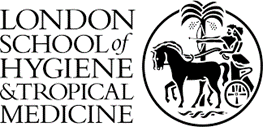 LONDON
SCHOOL of
HYGIENE
& TROPICAL
MEDICINE